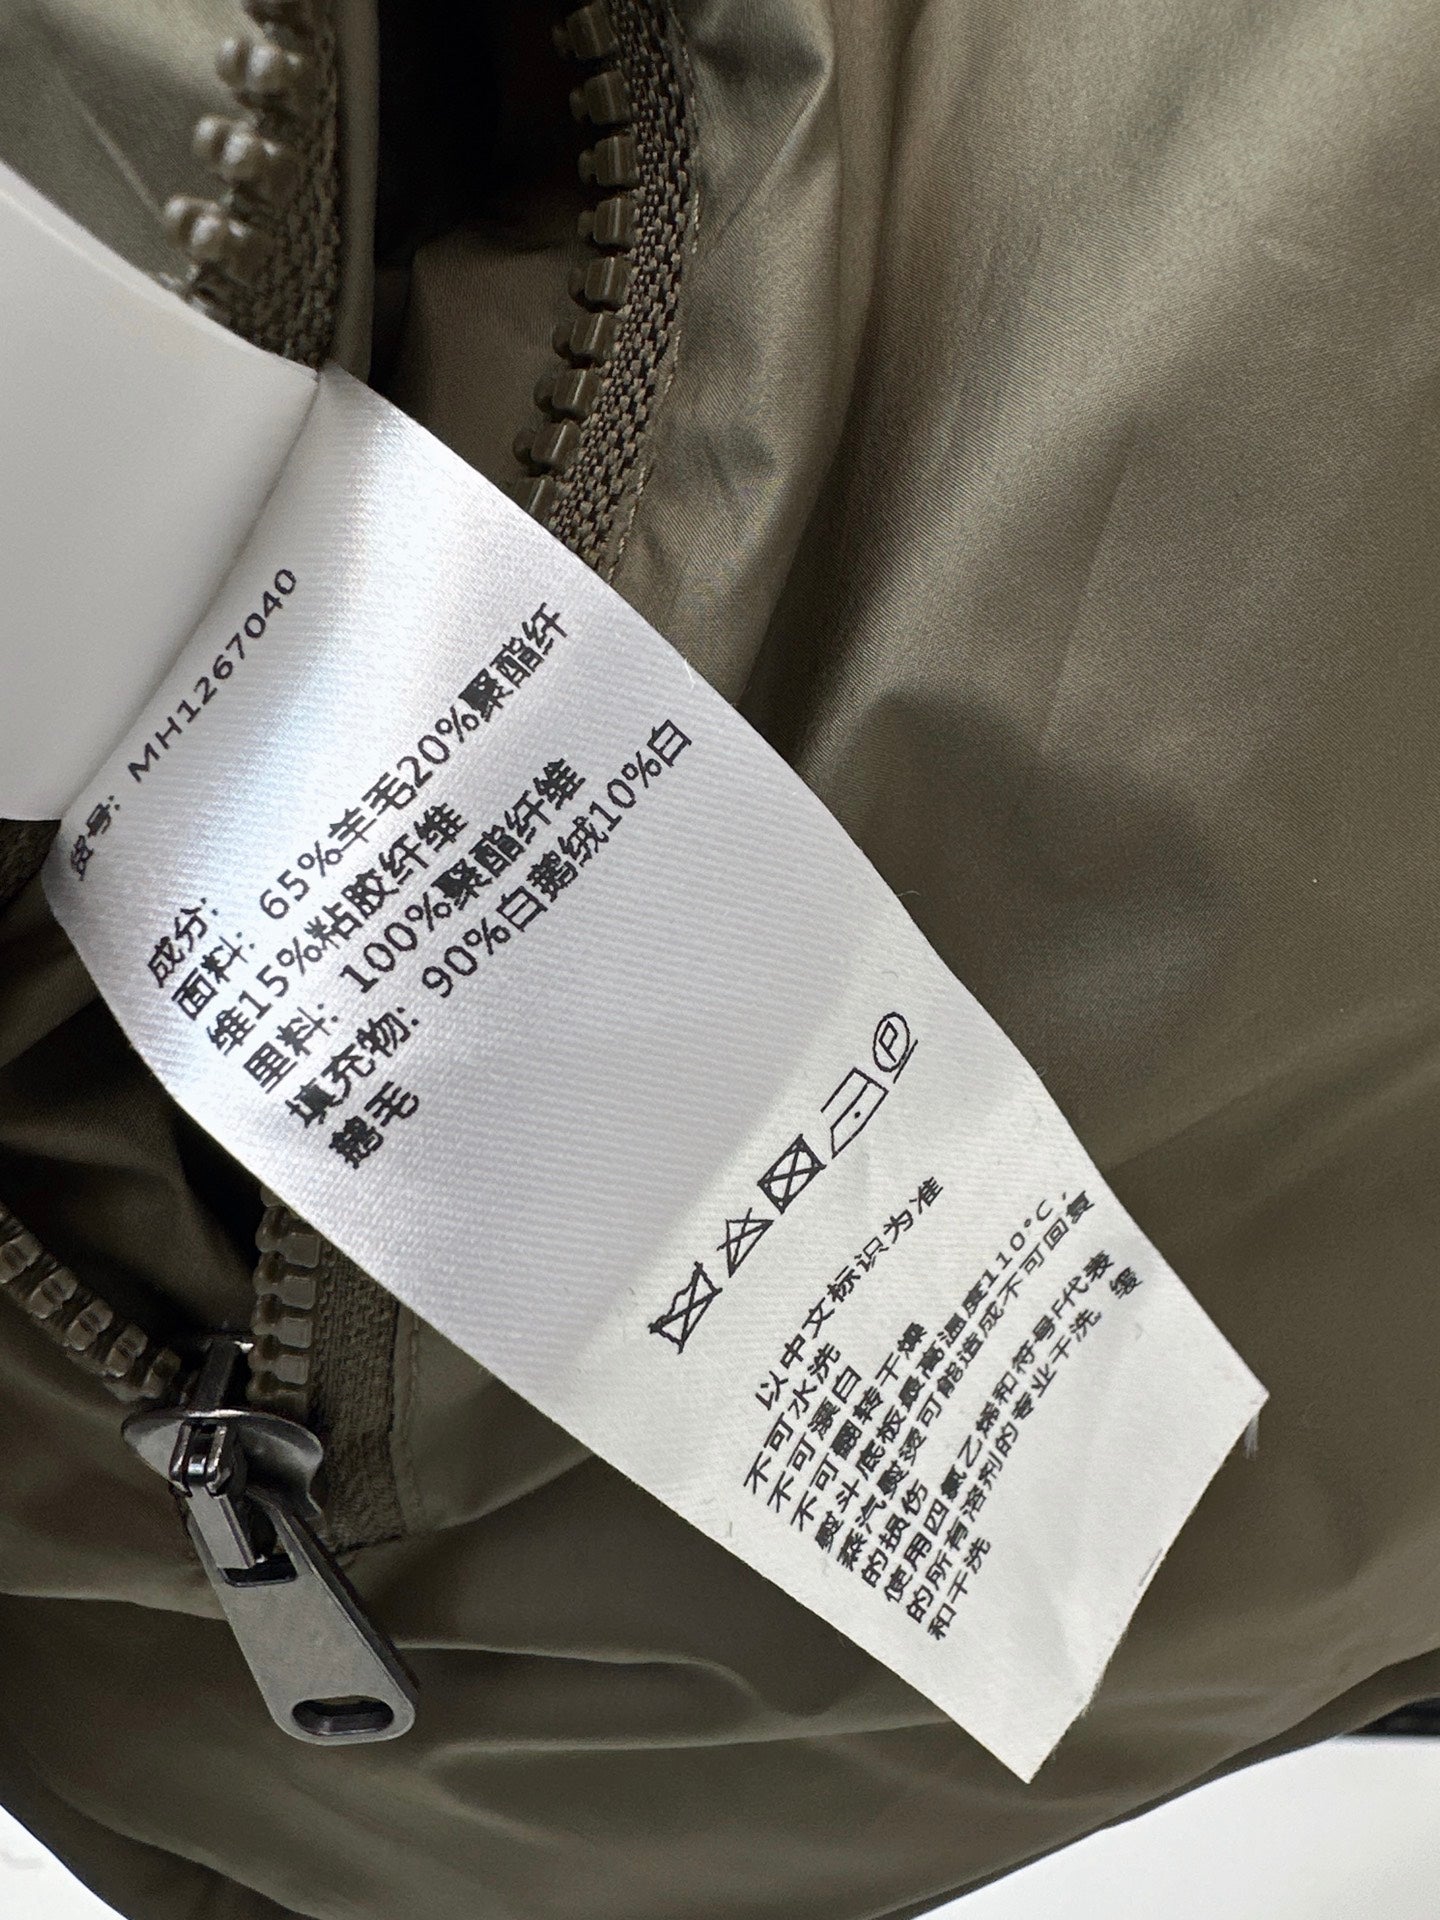 货号: MH1267040
成分:
面料: 65%羊毛20%聚酯纤
维15%粘胶纤维
里料: 100%聚酯纤维
填充物: 90%白鹅绒10%白
鹅毛
P
以中文标识为准
不可水洗
不可漂白
不可翻转干燥
熨斗底板最高温度110°C，
蒸汽熨烫可能造成不可回复
的损伤
使用四氯乙烯和符号F代表
的所有溶剂的专业干洗 缓
和干洗